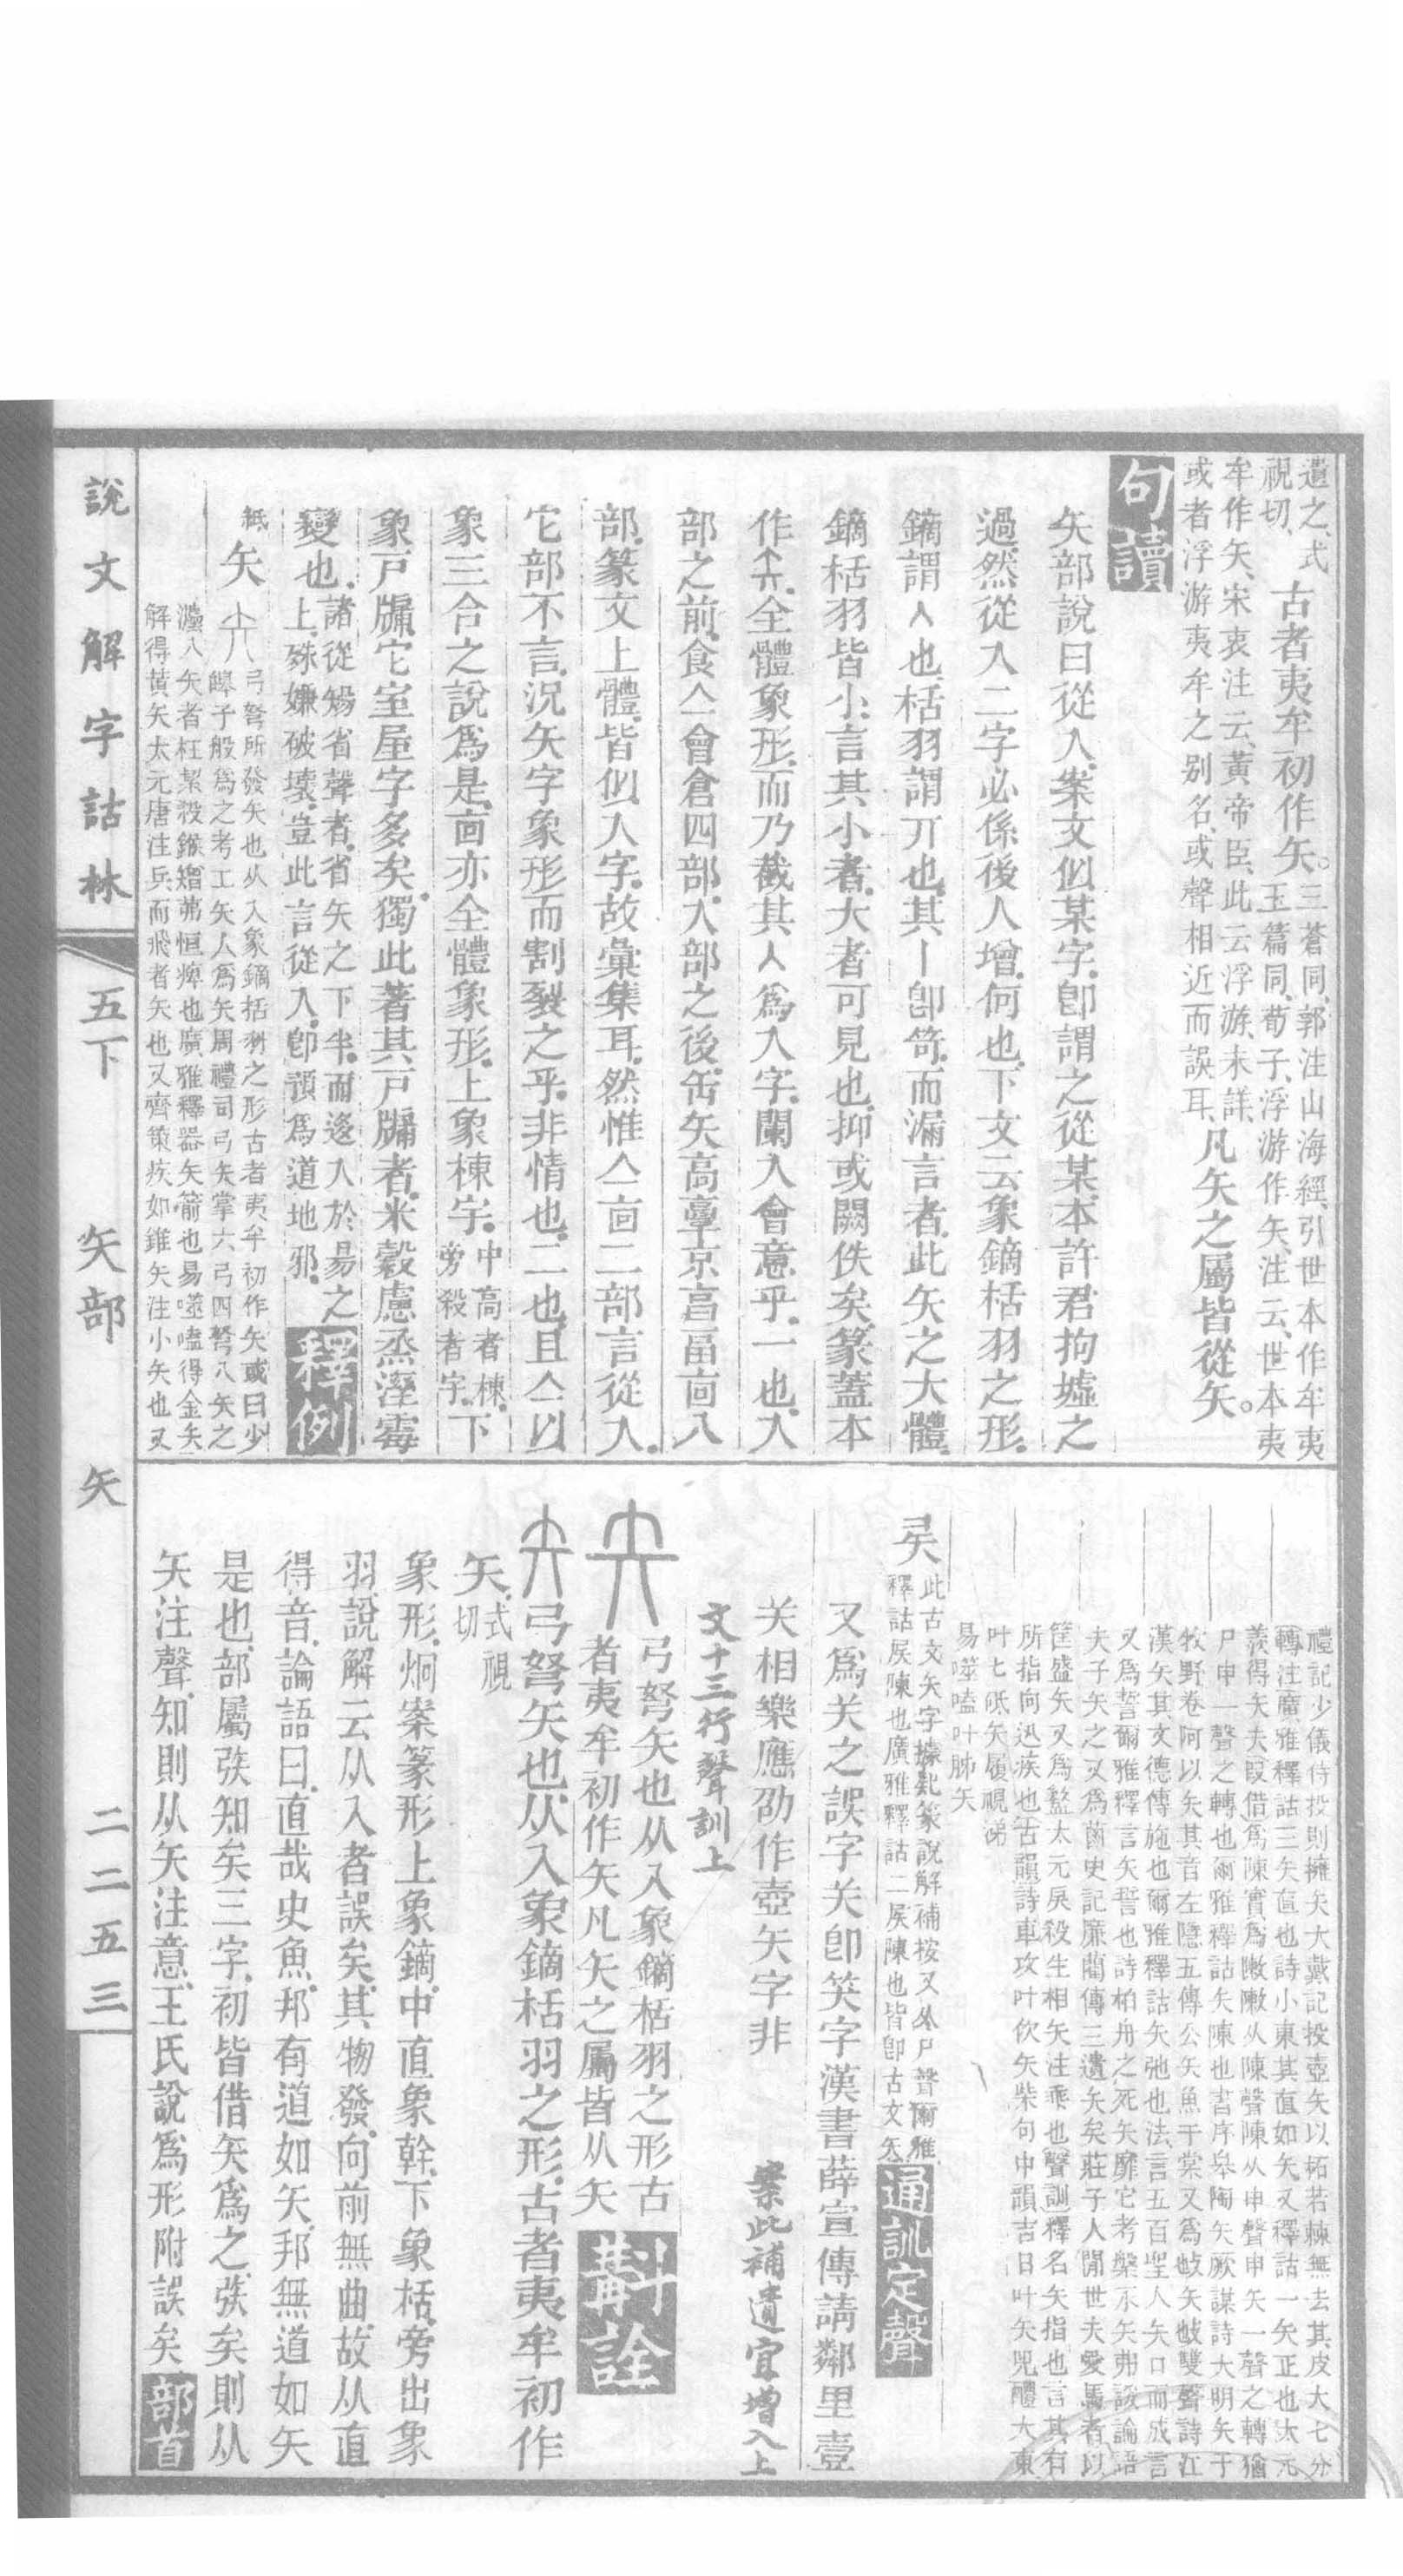 遺之、式
視切、
古者夷牟初作矢。
三蒼同、郭注山海經、引世本作牟夷
玉篇同、荀子、浮游作矢、注云、世本夷
牟作矢、宋衷注云、黃帝臣、此云浮游、未詳、
或者浮游夷牟之別名、或聲相近而誤耳、
凡矢之屬皆從矢。
句讀
矢部說曰從入、案文似某字、卽謂之從某、本許君拘墟之
過、然從入二字必係後人增、何也、下文云象鏑栝羽之形、
鏑謂人也、栝羽謂丌也、其丨卽笴、而漏言者、此矢之大體、
鏑栝羽皆小、言其小者、大者可見也、抑或闕佚矣、篆蓋本
作𠂕、全體象形、而乃截其人爲入字、闌入會意乎、一也、入
部之前、食亼會倉四部、入部之後、缶矢高𩫏京亯畗㐭八
部、篆文上體、皆似入字、故彙集耳、然惟亼㐭二部言從入、
它部不言、況矢字象形而割裂之乎、非情也、二也、且亼以
象三合之說爲是、㐭亦全體象形、上象棟宇、
中高者棟、
旁殺者宇、
下
象戶牖、它室屋字多矣、獨此著其戶牖者、米穀慮烝溼霉
變也、
諸從煬省聲者、省矢之下半、而迻入於昜之
上、殊嫌破壞、豈此言從入、卽預爲道地邪、
釋例
紙
矢
弓弩所發矢也从入象鏑栝羽之形古者夷牟初作矢或曰少
皥子般爲之考工矢人爲矢周禮司弓矢掌六弓四弩八矢之
灋八矢者枉絜殺鍭矰茀恒痺也廣雅釋器矢箭也易噬嗑得金矢
解得黃矢太元唐注兵而飛者矢也又齊策疾如錐矢注小矢也又
禮記少儀侍投則擁矢大戴記投壺矢以柘若棘無去其皮大七分
轉注廣雅釋詁三矢直也詩小東其直如矢又釋詁一矢正也太元
羨得矢夫叚借爲陳實爲敶敶从陳聲陳从申聲申矢一聲之轉猶
尸申一聲之轉也爾雅釋詁矢陳也書序皋陶矢厥謀詩大明矢于
牧野卷阿以矢其音左隱五傳公矢魚于棠又爲㢮矢㢮雙聲詩江
漢矢其文德傳施也爾雅釋詁矢弛也法言五百聖人矢口而成言
又爲誓爾雅釋言矢誓也詩柏舟之死矢靡它考槃永矢弗諼論語
夫子矢之又爲菌史記廉藺傳三遺矢矣莊子人閒世夫愛馬者以
筐盛矢又爲盭太元戾殺生相矢注乖也聲訓釋名矢指也言其有
所指向迅疾也古韻詩車攻叶佽矢柴句中韻吉日叶矢兕醴大東
叶七砥矢履視涕
易噬嗑叶胏矢
𡰥
此古文矢字據匙篆說解補按又从尸聲爾雅
釋詁𡰥陳也廣雅釋詁二𡰥陳也皆卽古文矢
通訓定聲
又爲关之誤字关卽笑字漢書薛宣傳請鄰里壹
关相樂應劭作壺矢字非
案此補遺宜增入上
文十三行聲訓上
弓弩矢也从入象鏑栝羽之形古
者夷牟初作矢凡矢之屬皆从矢
斠詮
弓弩矢也、从入、象鏑栝羽之形、古者夷牟初作
矢、
式視
切
象形、炯案篆形上象鏑、中直象幹、下象栝、旁出象
羽、說解云从入者誤矣、其物發、向前無曲、故从直
得音、論語曰、直哉史魚、邦有道如矢、邦無道如矢
是也、部屬矤知矣三字、初皆借矢爲之、矤矣則从
矢注聲、知則从矢注意、王氏說爲形附誤矣
部首
說文解字詁林
五下
矢部
矢
二二五三